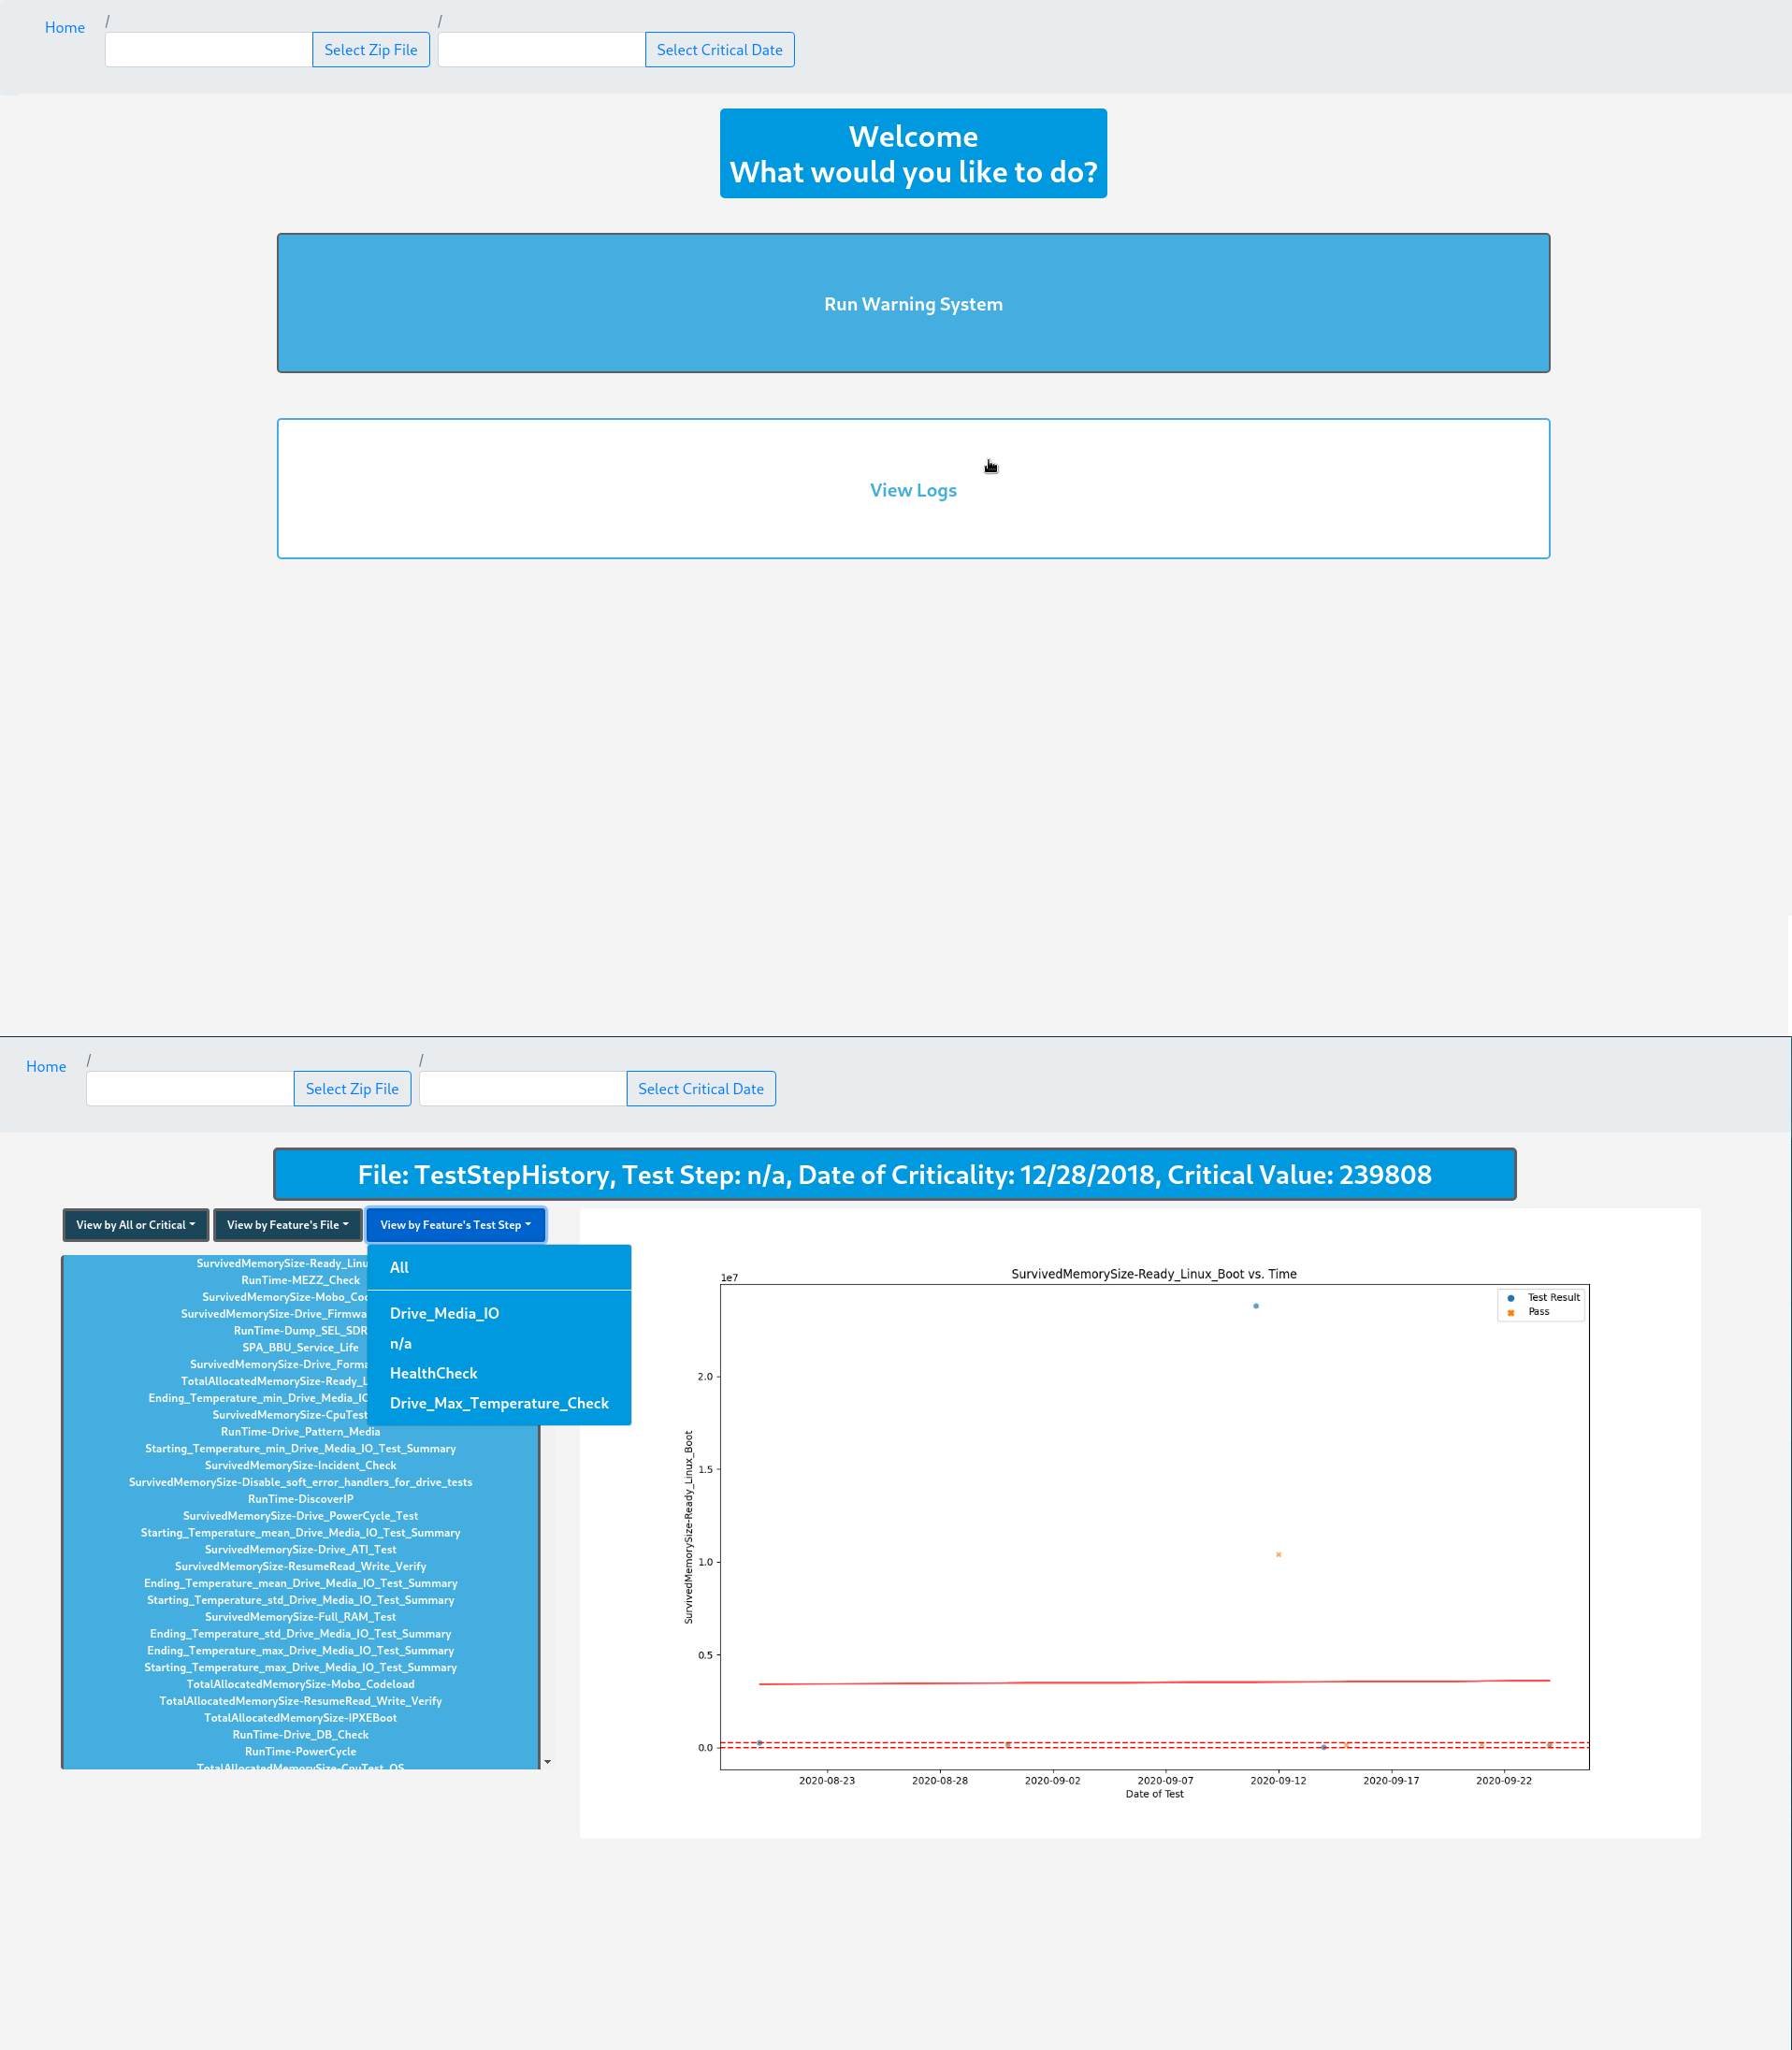 Home
/
Select Zip File
/
Select Critical Date
Welcome
What would you like to do?
Run Warning System
View Logs
Home
/
Select Zip File
/
Select Critical Date
File: TestStepHistory, Test Step: n/a, Date of Criticality: 12/28/2018, Critical Value: 239808
View by All or Critical
View by Feature's File
View by Feature's Test Step
All
Drive_Media_IO
n/a
HealthCheck
Drive_Max_Temperature_Check
SurvivedMemorySize-Ready_Linu
RunTime-MEZZ_Check
SurvivedMemorySize-Mobo_Coo
SurvivedMemorySize-Drive_Firmwa
RunTime-Dump_SEL_SDR
SPA_BBU_Service_Life
SurvivedMemorySize-Drive_Forma
TotalAllocatedMemorySize-Ready_L
Ending_Temperature_min_Drive_Media_IO
SurvivedMemorySize-CpuTest
RunTime-Drive_Pattern_Media
Starting_Temperature_min_Drive_Media_IO_Test_Summary
SurvivedMemorySize-Incident_Check
SurvivedMemorySize-Disable_soft_error_handlers_for_drive_tests
RunTime-DiscoverIP
SurvivedMemorySize-Drive_PowerCycle_Test
Starting_Temperature_mean_Drive_Media_IO_Test_Summary
SurvivedMemorySize-Drive_ATI_Test
SurvivedMemorySize-ResumeRead_Write_Verify
Ending_Temperature_mean_Drive_Media_IO_Test_Summary
Starting_Temperature_std_Drive_Media_IO_Test_Summary
SurvivedMemorySize-Full_RAM_Test
Ending_Temperature_std_Drive_Media_IO_Test_Summary
Ending_Temperature_max_Drive_Media_IO_Test_Summary
Starting_Temperature_max_Drive_Media_IO_Test_Summary
TotalAllocatedMemorySize-Mobo_Codeload
TotalAllocatedMemorySize-ResumeRead_Write_Verify
TotalAllocatedMemorySize-IPXEBoot
RunTime-Drive_DB_Check
RunTime-PowerCycle
TotalAllocatedMemorySize-CpuTest_OS
SurvivedMemorySize-Ready_Linux_Boot vs. Time
1e7
Test Result
Pass
2.0
1.5
1.0
0.5
0.0
SurvivedMemorySize-Ready_Linux_Boot
2020-08-23
2020-08-28
2020-09-02
2020-09-07
2020-09-12
2020-09-17
2020-09-22
Date of Test